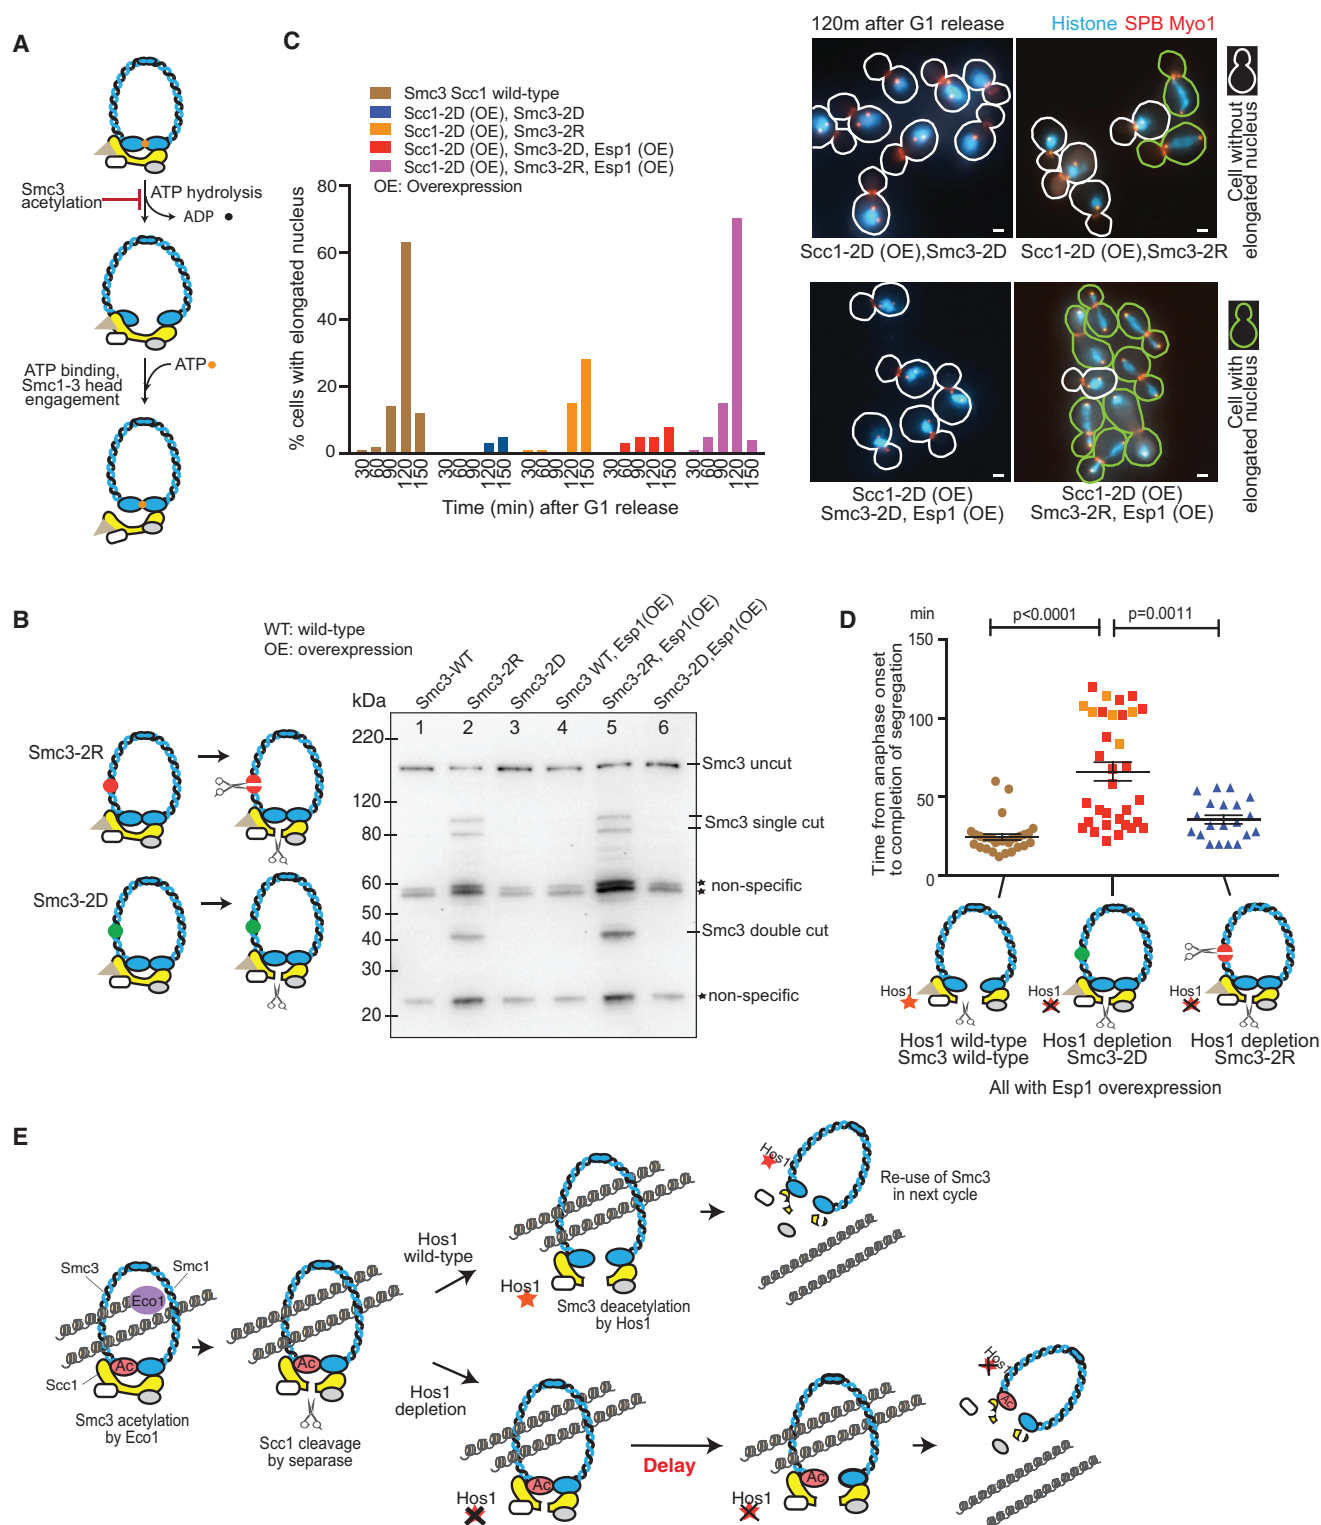 A
Smc3
acetylation
ATP hydrolysis
ADP
ATP binding,
Smc1-3 head
engagement
ATP
C
Smc3 Scc1 wild-type
Scc1-2D (OE), Smc3-2D
Scc1-2D (OE), Smc3-2R
Scc1-2D (OE), Smc3-2D, Esp1 (OE)
Scc1-2D (OE), Smc3-2R, Esp1 (OE)
OE: Overexpression
% cells with elongated nucleus
80
60
40
20
0
30 60 90 120 150 30 60 90 120 150 30 60 90 120 150 30 60 90 120 150 30 60 90 120 150
Time (min) after G1 release
120m after G1 release
Histone SPB Myo1
Scc1-2D (OE),Smc3-2D
Scc1-2D (OE),Smc3-2R
Cell without
elongated nucleus
Scc1-2D (OE)
Smc3-2D, Esp1 (OE)
Scc1-2D (OE)
Smc3-2R, Esp1 (OE)
Cell with
elongated nucleus
B
WT: wild-type
OE: overexpression
Smc3-2R
Smc3-2D
kDa
220
120
80
60
50
40
30
20
Smc3-WT
Smc3-2R
Smc3-2D
Smc3 WT, Esp1(OE)
Smc3-2R, Esp1(OE)
Smc3-2D,Esp1(OE)
1 2 3 4 5 6
Smc3 uncut
Smc3 single cut
non-specific
Smc3 double cut
non-specific
D
min
p<0.0001
p=0.0011
Time from anaphase onset
to completion of segregation
150
100
50
0
Hos1
Hos1
Hos1
Hos1 wild-type
Smc3 wild-type
Hos1 depletion
Smc3-2D
Hos1 depletion
Smc3-2R
All with Esp1 overexpression
E
Smc3
Smc1
Eco1
Ac
Scc1
Smc3 acetylation
by Eco1
Ac
Scc1 cleavage
by separase
Hos1
wild-type
Hos1
Smc3 deacetylation
by Hos1
Hos1
Re-use of Smc3
in next cycle
Hos1
depletion
Ac
Hos1
Delay
Ac
Hos1
Hos1
Ac